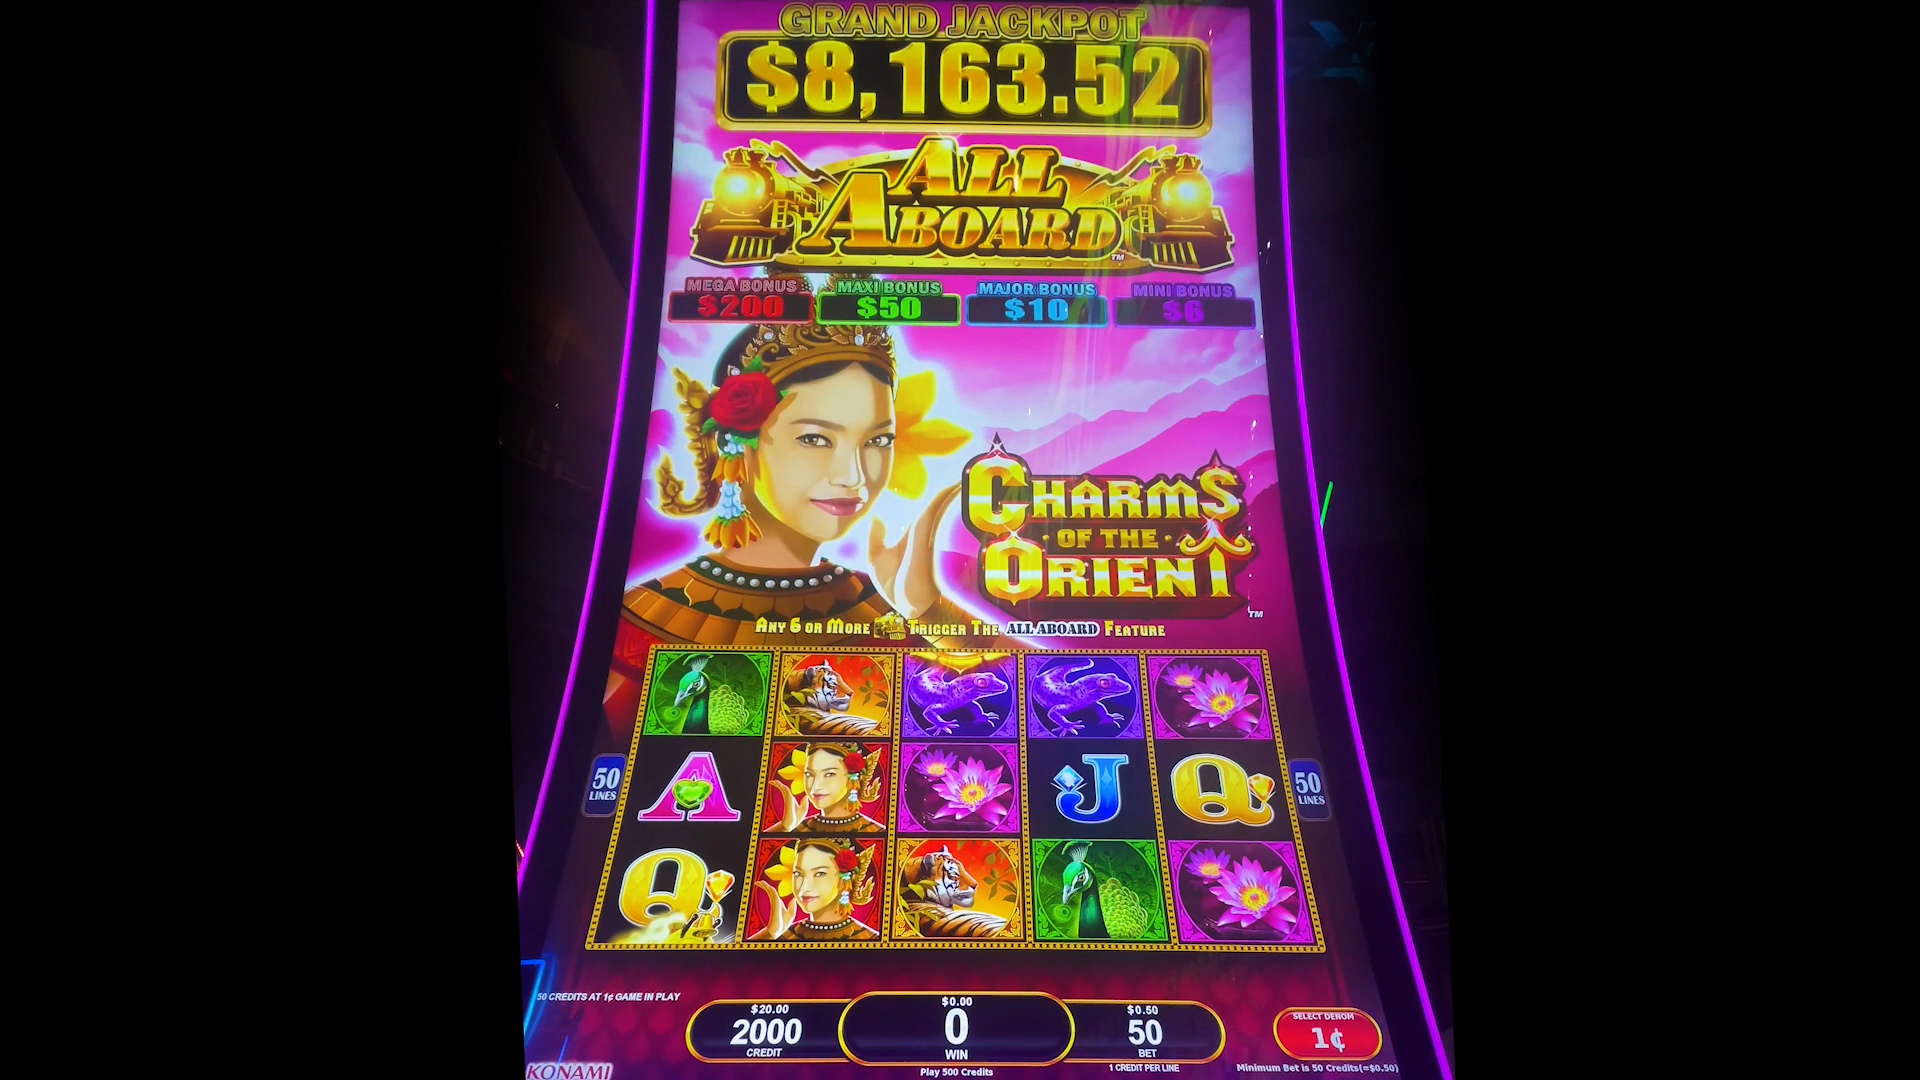 GRAND JACKPOT
$8,163.52
ALL
ABOARD™
MEGA BONUS
$200
MAXI BONUS
$50
MAJOR BONUS
$10
MINI BONUS
$6
CHARMS
· OF THE ·
ORIENT™
ANY 6 OR MORE TRIGGER THE ALL ABOARD FEATURE
50
LINES
A
J
Q
50
LINES
Q
50 CREDITS AT 1¢ GAME IN PLAY
$20.00
2000
CREDIT
$0.00
0
WIN
$0.50
50
BET
SELECT DENOM
1¢
KONAMI
Play 500 Credits
1 CREDIT PER LINE
Minimum Bet is 50 Credits(=$0.50)